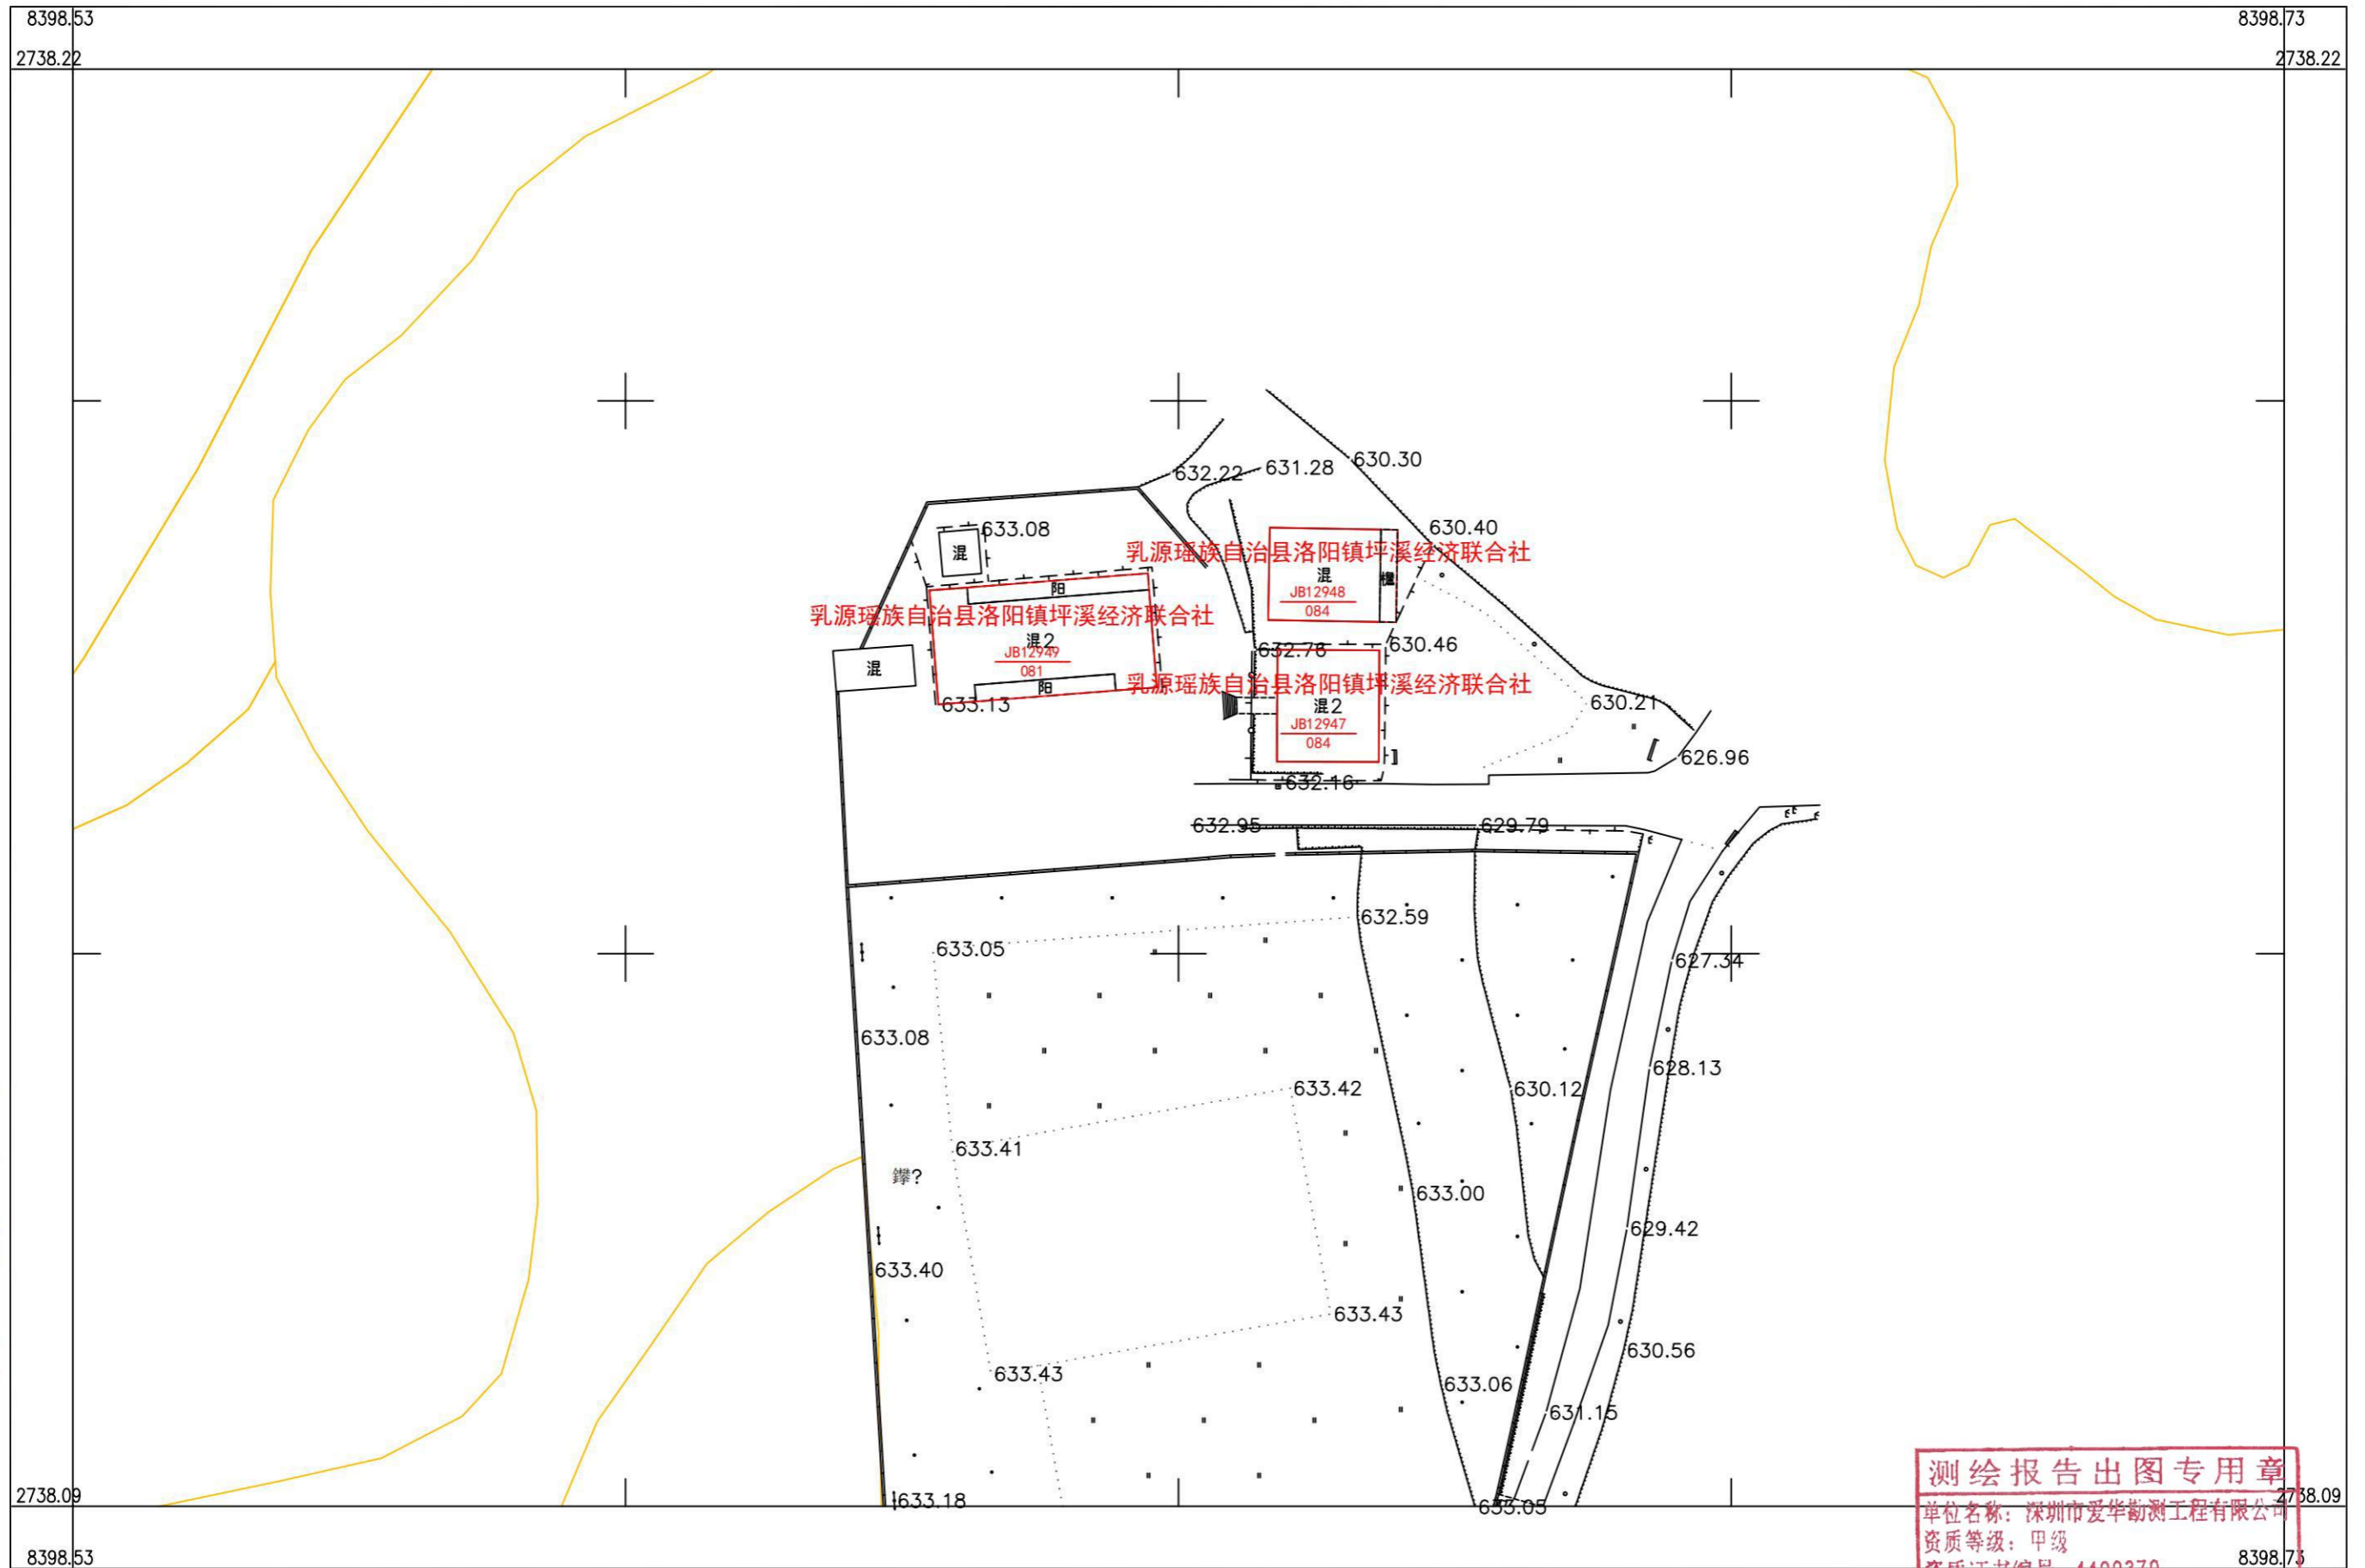 8398.53
8398.73
2738.22
2738.22
632.22
631.28
630.30
633.08
630.40
混
乳源瑶族自治县洛阳镇坪溪经济联合社
混
JB12948
084
阳
乳源瑶族自治县洛阳镇坪溪经济联合社
混2
JB12949
081
632.78
630.46
混
阳
乳源瑶族自治县洛阳镇坪溪经济联合社
633.13
混2
JB12947
084
630.21
626.96
632.16
632.95
629.79
632.59
633.05
627.34
633.08
628.13
633.42
630.12
633.41
鑻?
633.00
629.42
633.40
633.43
630.56
633.43
633.06
631.15
633.18
633.05
2738.09
2738.09
测绘报告出图专用章
单位名称：深圳市爱华勘测工程有限公司
资质等级：甲级
8398.53
8398.73